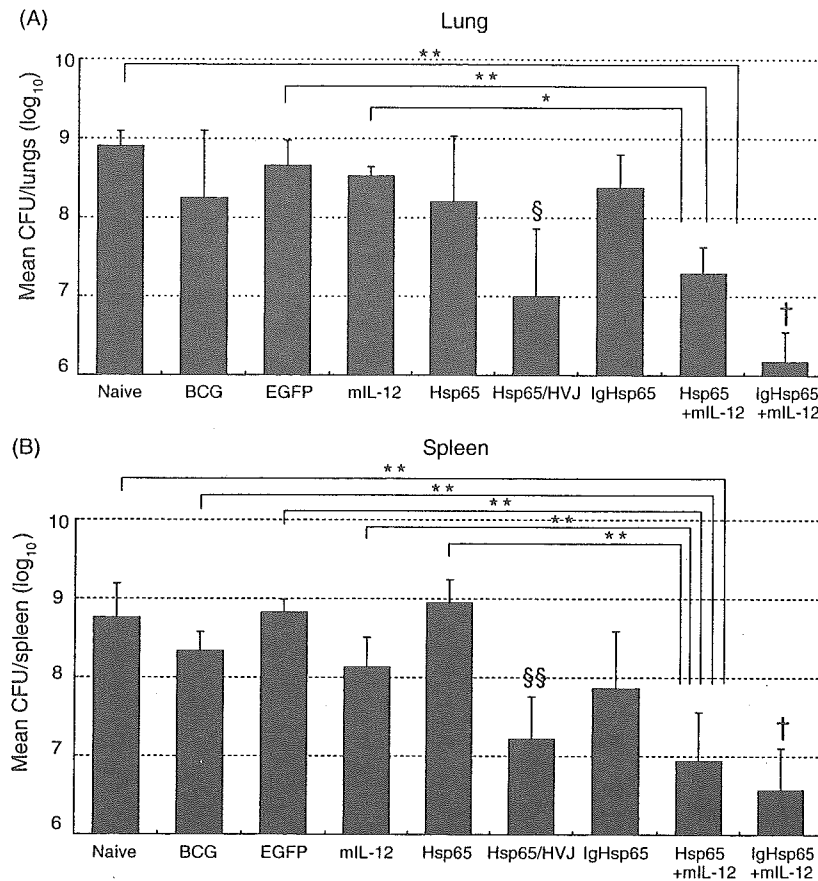 (A)
Lung
Mean CFU/lungs (log10)
10
9
8
7
6
**
**
*
§
†
Naive BCG EGFP mIL-12 Hsp65 Hsp65/HVJ IgHsp65 Hsp65 +mIL-12 IgHsp65 +mIL-12
(B)
Spleen
Mean CFU/spleen (log10)
10
9
8
7
6
**
**
**
**
**
§§
†
Naive BCG EGFP mIL-12 Hsp65 Hsp65/HVJ IgHsp65 Hsp65 +mIL-12 IgHsp65 +mIL-12